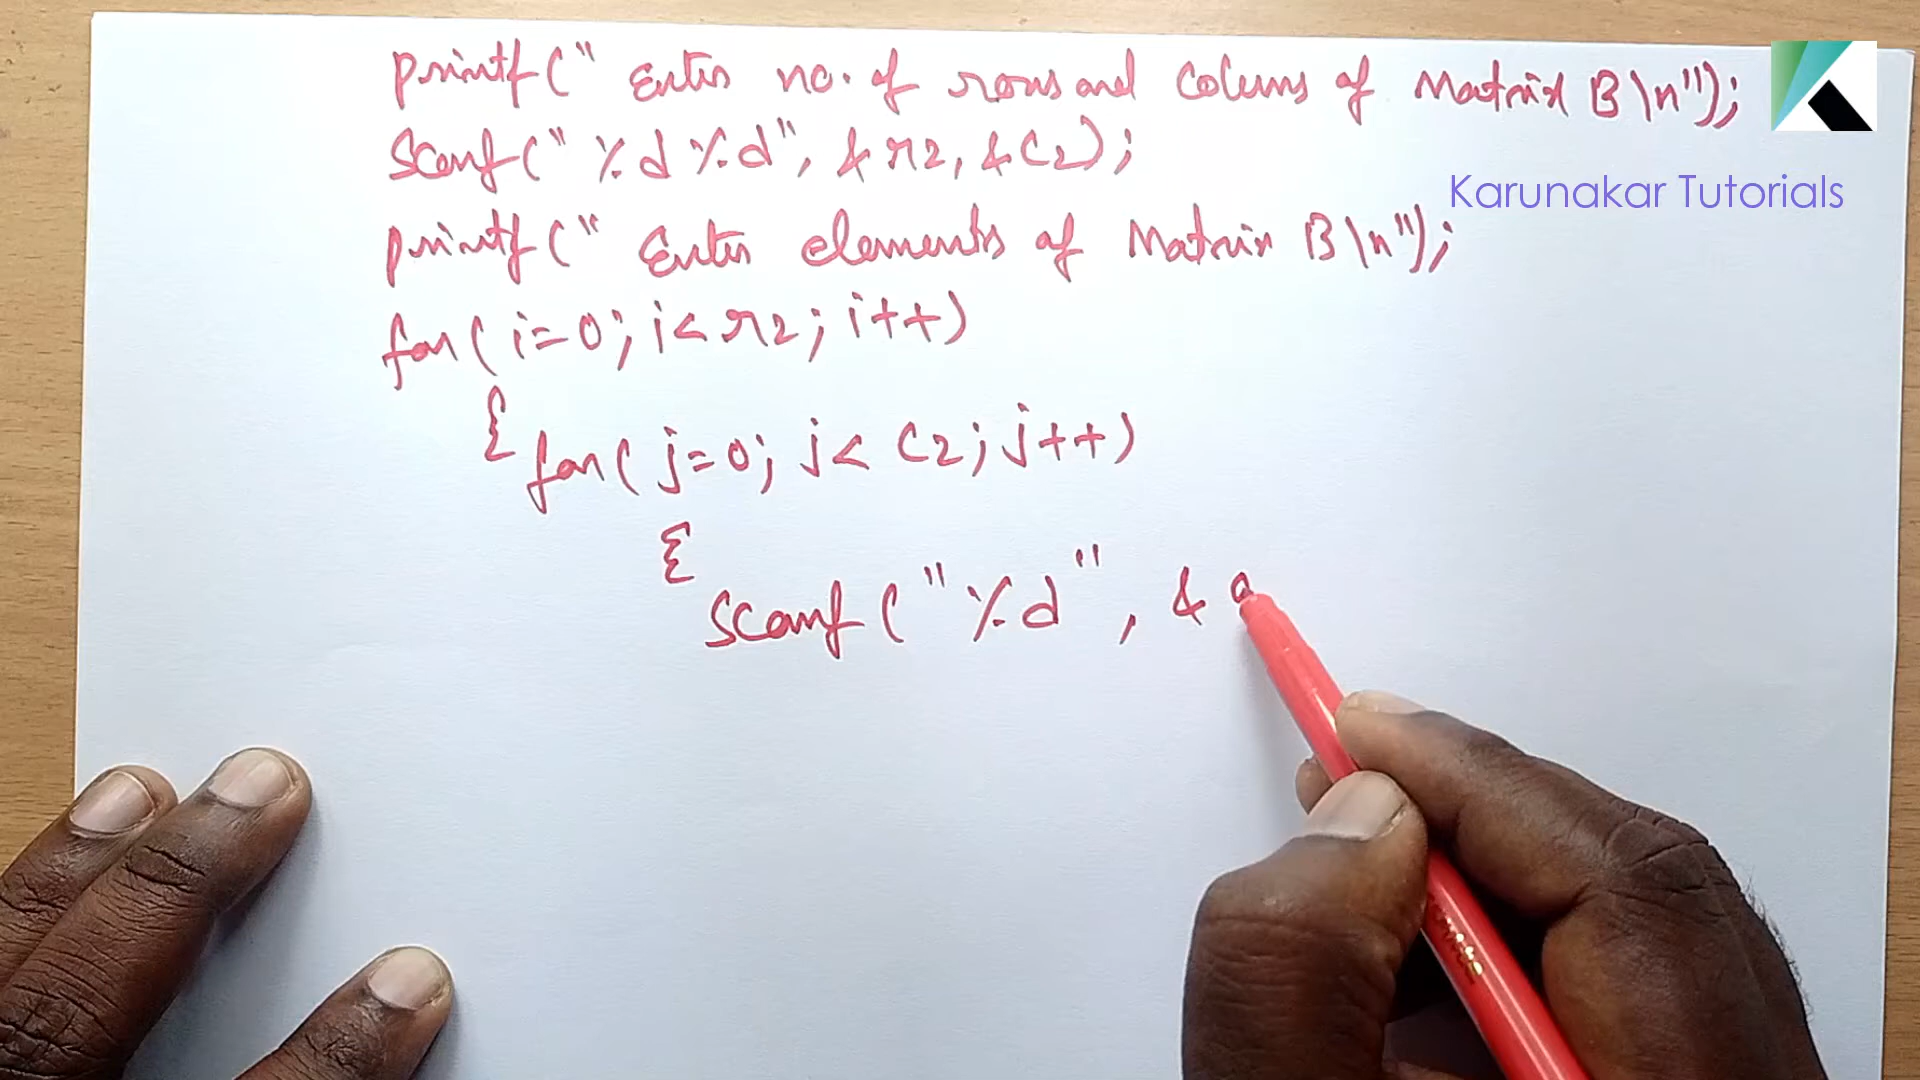 printf(" Enter no. of rows and colums of Matrix B \n");
Scanf(" %d %d", & r2, & c2);
Karunakar Tutorials
printf(" Enter elements of Matrix B \n");
for( i=0; i< r2; i++)
{ for( j=0; j< c2; j++)
{
Scanf ( "%d" , & a